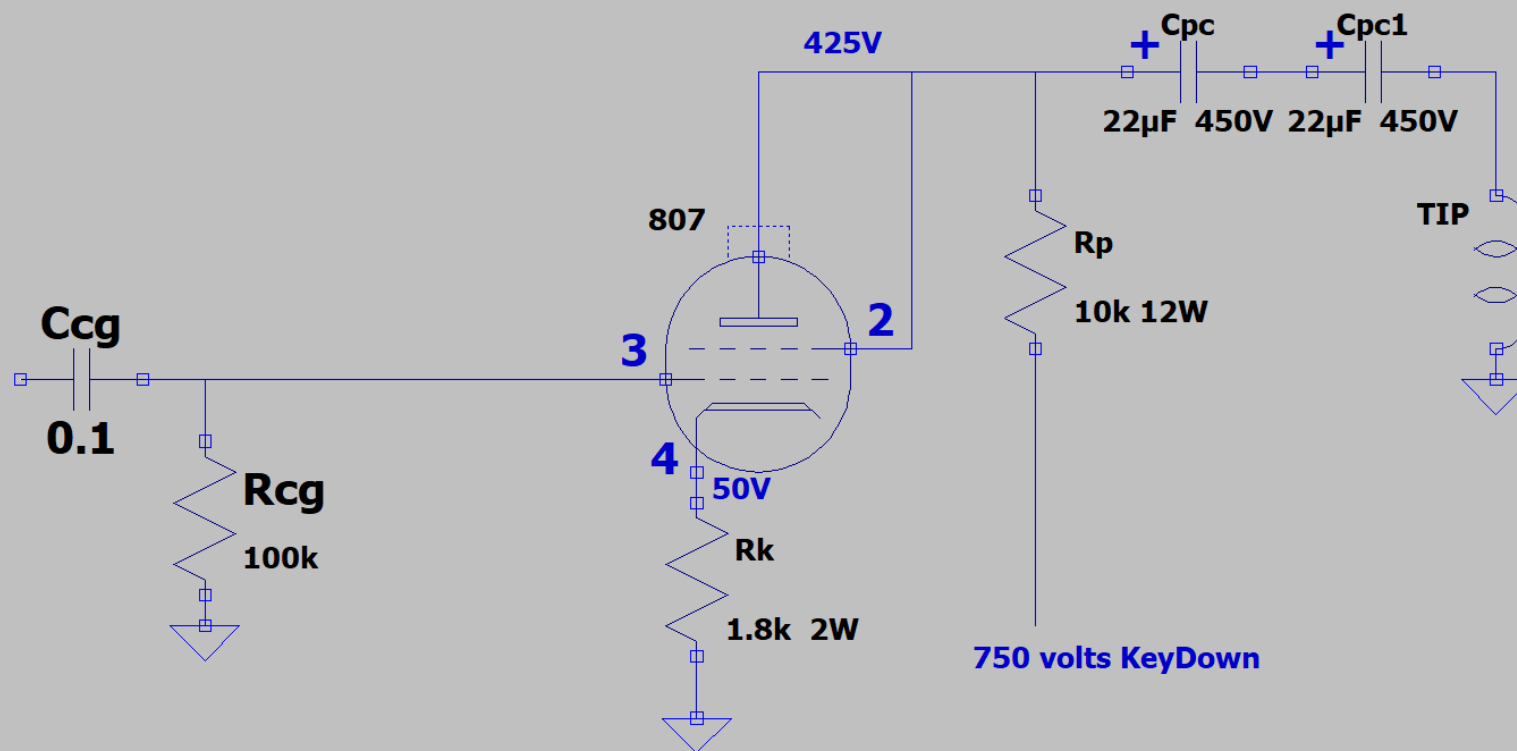 Cpc
Cpc1
+
+
425V
22µF 450V
22µF 450V
807
TIP
Rp
10k 12W
Ccg
3
2
0.1
4
50V
Rcg
100k
Rk
1.8k 2W
750 volts KeyDown